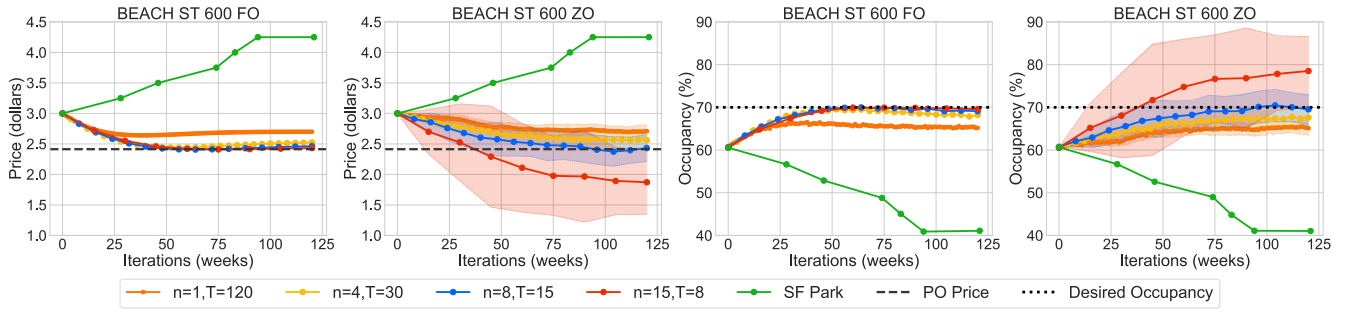 BEACH ST 600 FO
BEACH ST 600 ZO
BEACH ST 600 FO
BEACH ST 600 ZO
Price (dollars)
4.5
4.0
3.5
3.0
2.5
2.0
1.5
1.0
0 25 50 75 100 125
Iterations (weeks)
Price (dollars)
4.5
4.0
3.5
3.0
2.5
2.0
1.5
1.0
0 25 50 75 100 125
Iterations (weeks)
Occupancy (%)
90
80
70
60
50
40
0 25 50 75 100 125
Iterations (weeks)
Occupancy (%)
90
80
70
60
50
40
0 25 50 75 100 125
Iterations (weeks)
n=1,T=120 n=4,T=30 n=8,T=15 n=15,T=8 SF Park PO Price Desired Occupancy